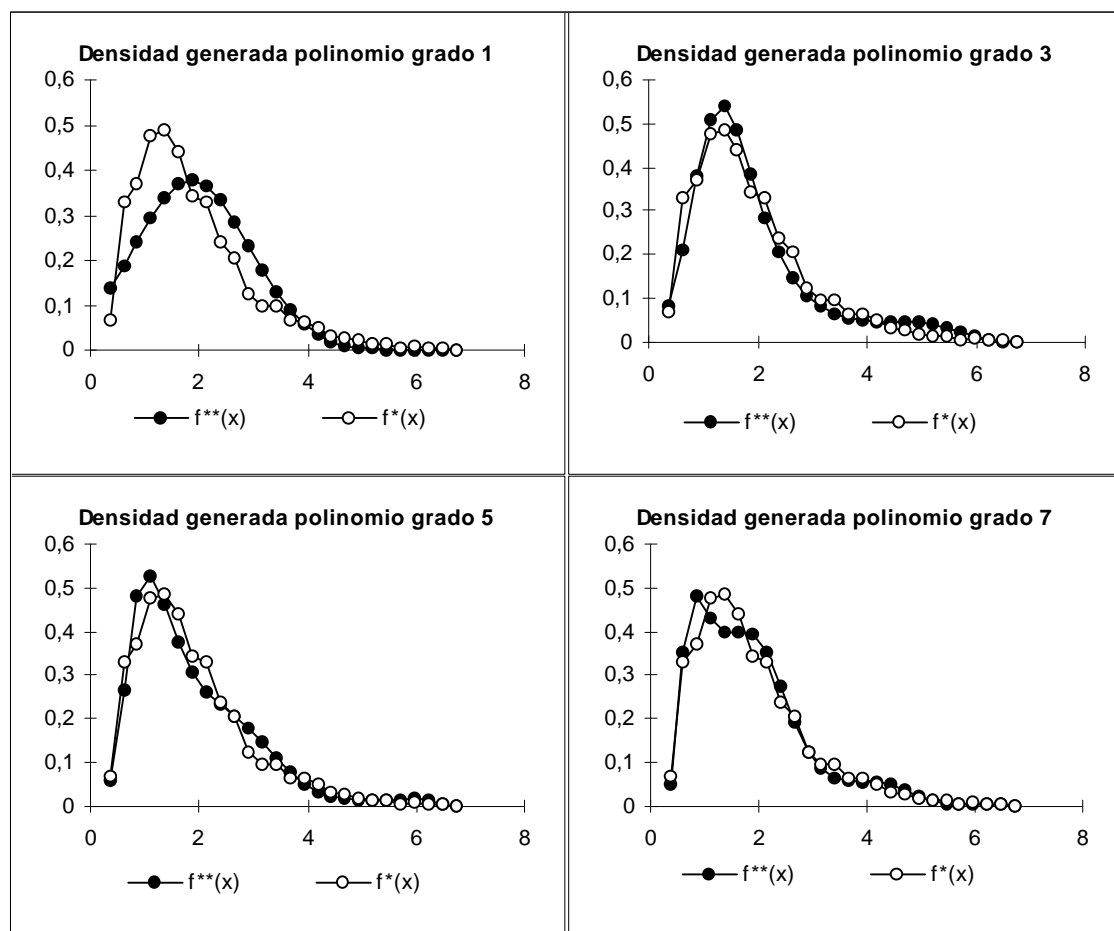 Densidad generada polinomio grado 1
0,6
0,5
0,4
0,3
0,2
0,1
0
0 2 4 6 8
f**(x) f*(x)
Densidad generada polinomio grado 3
0,6
0,5
0,4
0,3
0,2
0,1
0
0 2 4 6 8
f**(x) f*(x)
Densidad generada polinomio grado 5
0,6
0,5
0,4
0,3
0,2
0,1
0
0 2 4 6 8
f**(x) f*(x)
Densidad generada polinomio grado 7
0,6
0,5
0,4
0,3
0,2
0,1
0
0 2 4 6 8
f**(x) f*(x)